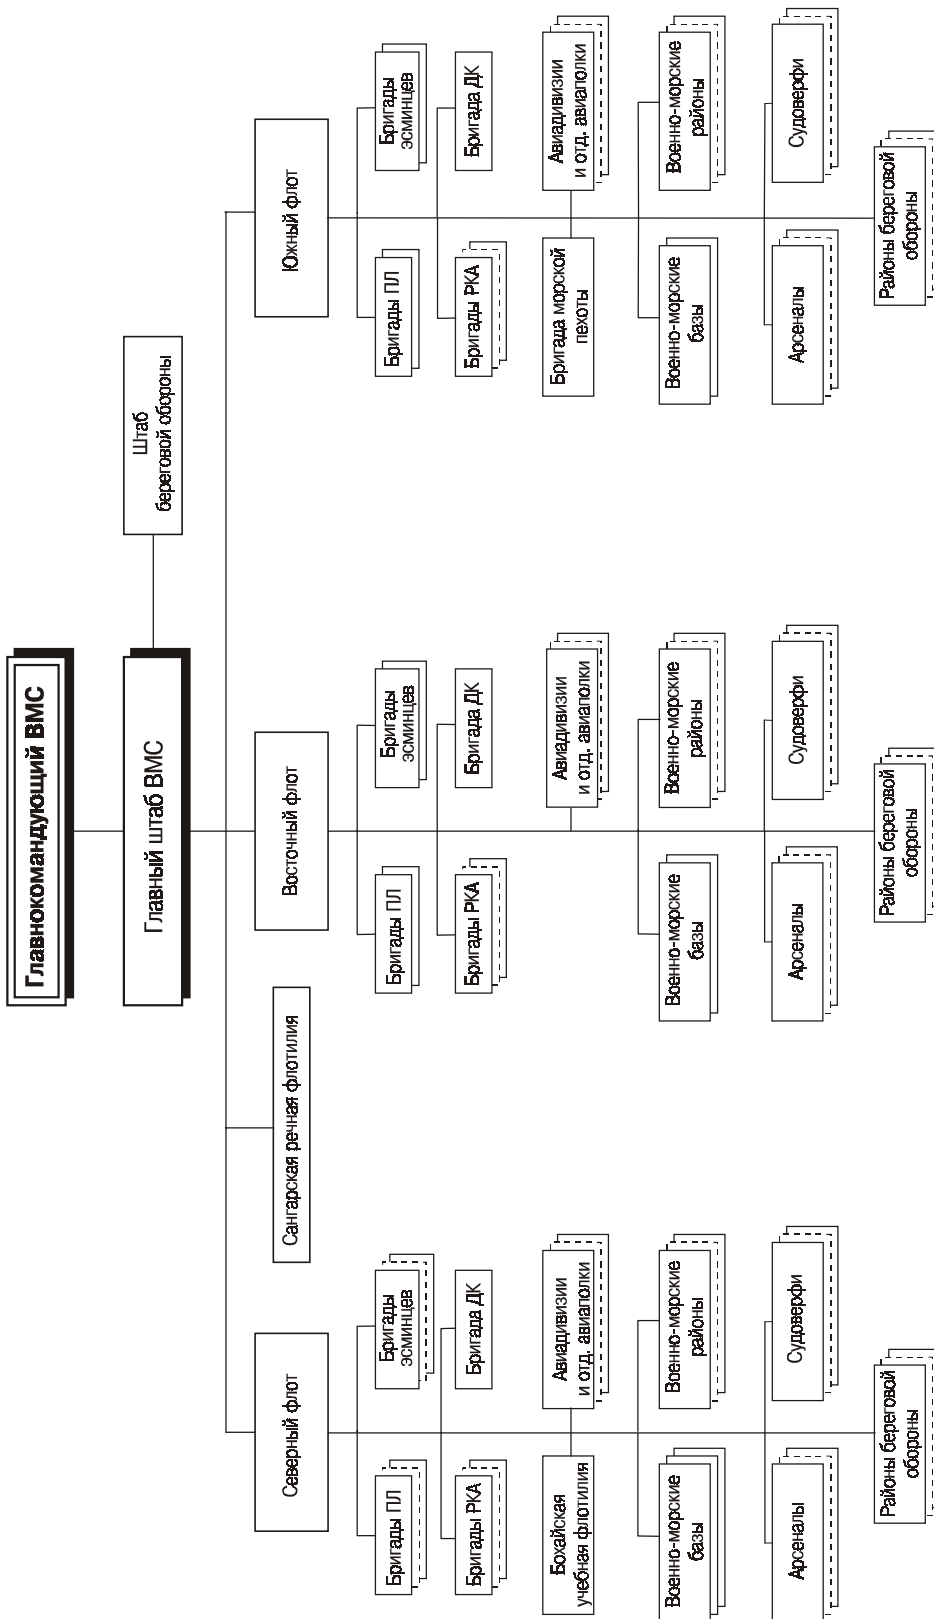 Главнокомандующий ВМС
Главный штаб ВМС
Штаб
береговой обороны
Северный флот
Сангарская речная флотилия
Восточный флот
Южный флот
Бригады ПЛ
Бригады
эсминцев
Бригады РКА
Бригада ДК
Бохайская
учебная флотилия
Авиадивизии
и отд. авиаполки
Военно-морские
базы
Военно-морские
районы
Арсеналы
Судоверфи
Районы береговой
обороны
Бригады ПЛ
Бригады
эсминцев
Бригады РКА
Бригада ДК
Авиадивизии
и отд. авиаполки
Военно-морские
базы
Военно-морские
районы
Арсеналы
Судоверфи
Районы береговой
обороны
Бригады ПЛ
Бригады
эсминцев
Бригады РКА
Бригада ДК
Бригада морской
пехоты
Авиадивизии
и отд. авиаполки
Военно-морские
базы
Военно-морские
районы
Арсеналы
Судоверфи
Районы береговой
обороны